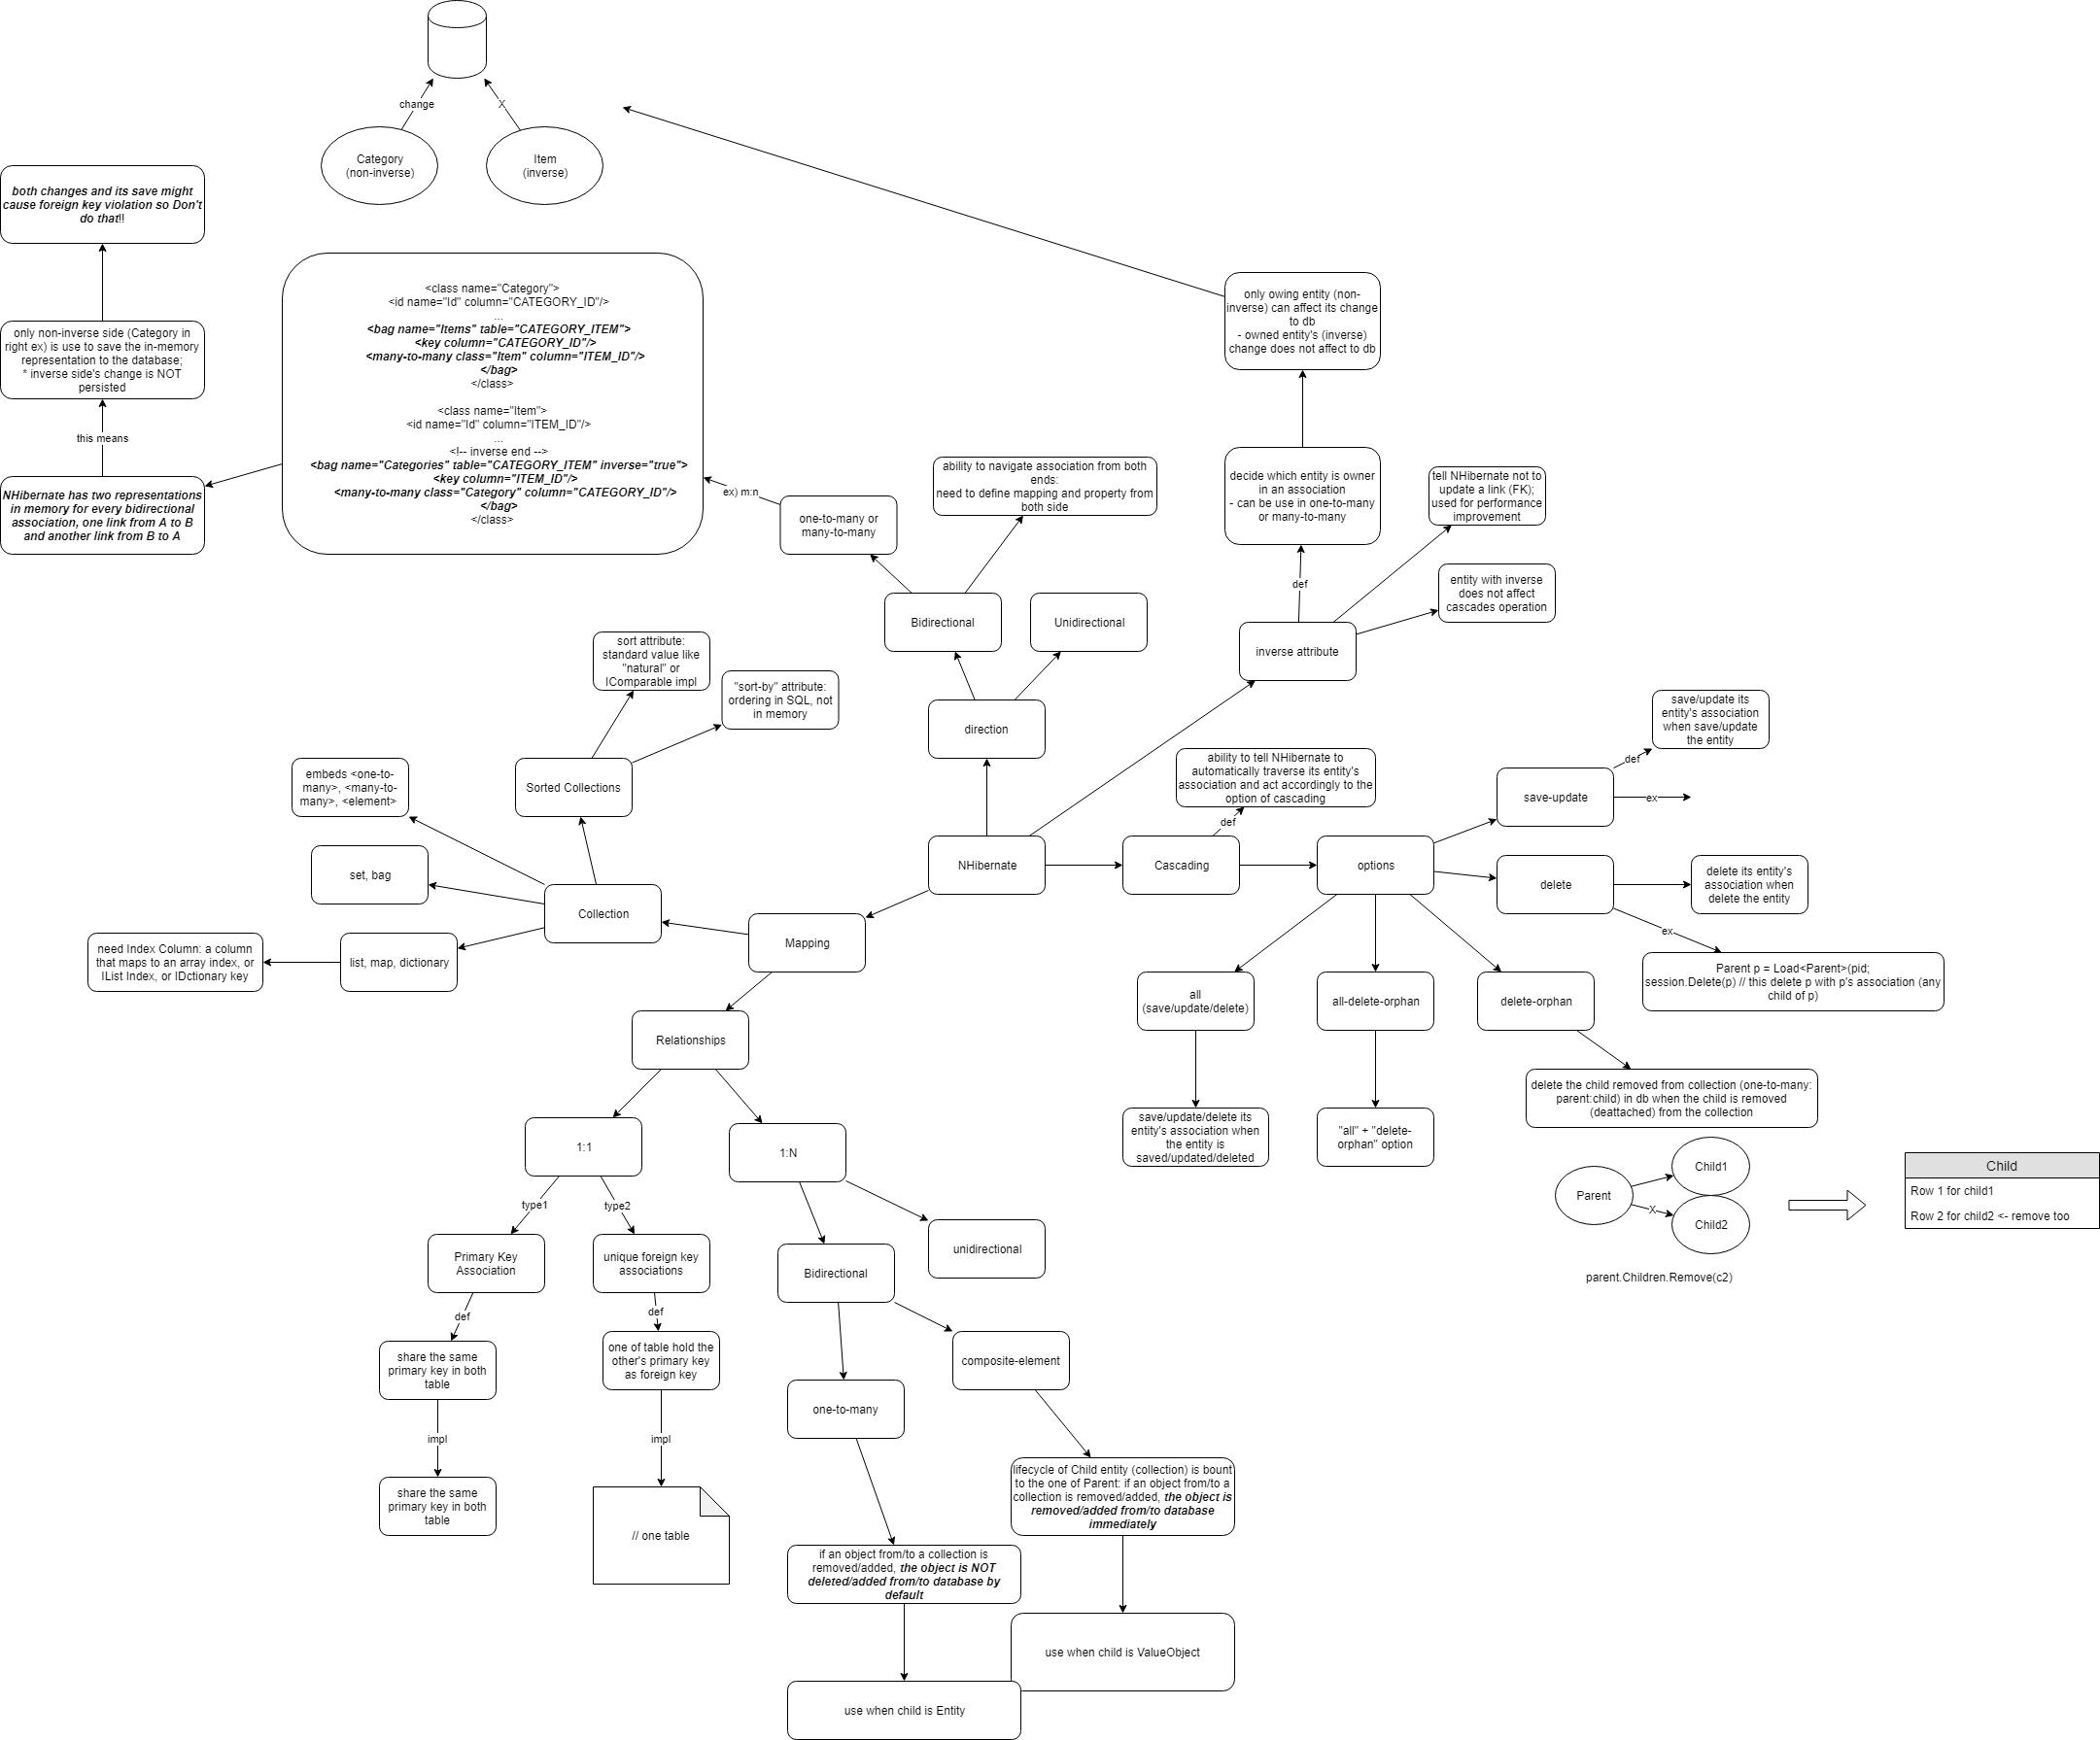 change
X
Category
(non-inverse)
Item
(inverse)
both changes and its save might
cause foreign key violation so Don't
do that!!
only non-inverse side (Category in
right ex) is use to save the in-memory
representation to the database;
* inverse side's change is NOT
persisted
this means
NHibernate has two representations
in memory for every bidirectional
association, one link from A to B
and another link from B to A
<class name="Category">
<id name="Id" column="CATEGORY_ID"/>
...
<bag name="Items" table="CATEGORY_ITEM">
<key column="CATEGORY_ID"/>
<many-to-many class="Item" column="ITEM_ID"/>
</bag>
</class>
<class name="Item">
<id name="Id" column="ITEM_ID"/>
...
<!-- inverse end -->
<bag name="Categories" table="CATEGORY_ITEM" inverse="true">
<key column="ITEM_ID"/>
<many-to-many class="Category" column="CATEGORY_ID"/>
</bag>
</class>
ex) m:n
one-to-many or
many-to-many
ability to navigate association from both
ends:
need to define mapping and property from
both side
Bidirectional
Unidirectional
direction
only owing entity (non-
inverse) can affect its change
to db
- owned entity's (inverse)
change does not affect to db
decide which entity is owner
in an association
- can be use in one-to-many
or many-to-many
def
tell NHibernate not to
update a link (FK);
used for performance
improvement
entity with inverse
does not affect
cascades operation
inverse attribute
sort attribute:
standard value like
"natural" or
IComparable impl
"sort-by" attribute:
ordering in SQL, not
in memory
Sorted Collections
embeds <one-to-
many>, <many-to-
many>, <element>
set, bag
Collection
list, map, dictionary
need Index Column: a column
that maps to an array index, or
IList Index, or IDctionary key
Mapping
NHibernate
ability to tell NHibernate to
automatically traverse its entity's
association and act accordingly to the
option of cascading
def
Cascading
options
save-update
def
save/update its
entity's association
when save/update
the entity
ex
delete
delete its entity's
association when
delete the entity
ex
Parent p = Load<Parent>(pid;
session.Delete(p) // this delete p with p's association (any
child of p)
all
(save/update/delete)
all-delete-orphan
delete-orphan
save/update/delete its
entity's association when
the entity is
saved/updated/deleted
"all" + "delete-
orphan" option
delete the child removed from collection (one-to-many:
parent:child) in db when the child is removed
(deattached) from the collection
Parent
X
Child1
Child2
parent.Children.Remove(c2)
Child
Row 1 for child1
Row 2 for child2 <- remove too
Relationships
1:1
1:N
type1
type2
Primary Key
Association
unique foreign key
associations
def
def
share the same
primary key in both
table
one of table hold the
other's primary key
as foreign key
impl
impl
share the same
primary key in both
table
// one table
unidirectional
Bidirectional
composite-element
one-to-many
lifecycle of Child entity (collection) is bount
to the one of Parent: if an object from/to a
collection is removed/added, the object is
removed/added from/to database
immediately
if an object from/to a collection is
removed/added, the object is NOT
deleted/added from/to database by
default
use when child is ValueObject
use when child is Entity